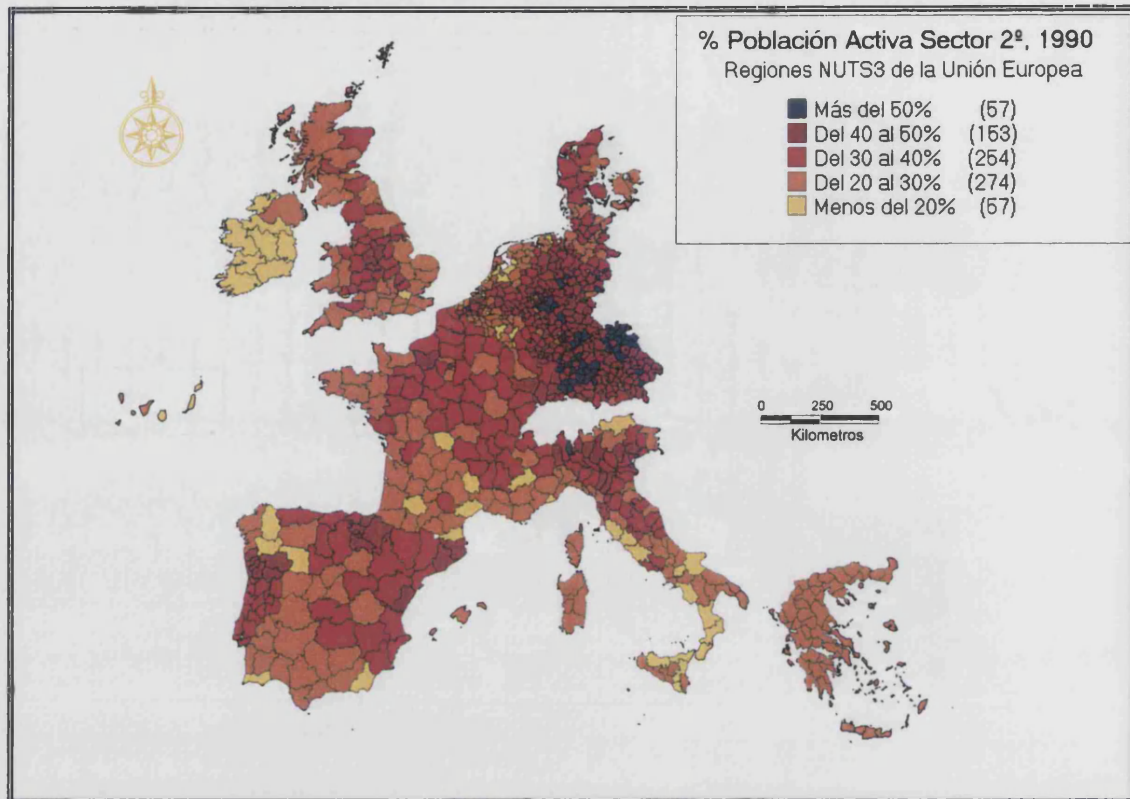 % Población Activa Sector 2º, 1990
Regiones NUTS3 de la Unión Europea
Más del 50% (57)
Del 40 al 50% (153)
Del 30 al 40% (254)
Del 20 al 30% (274)
Menos del 20% (57)
0 250 500
Kilometros